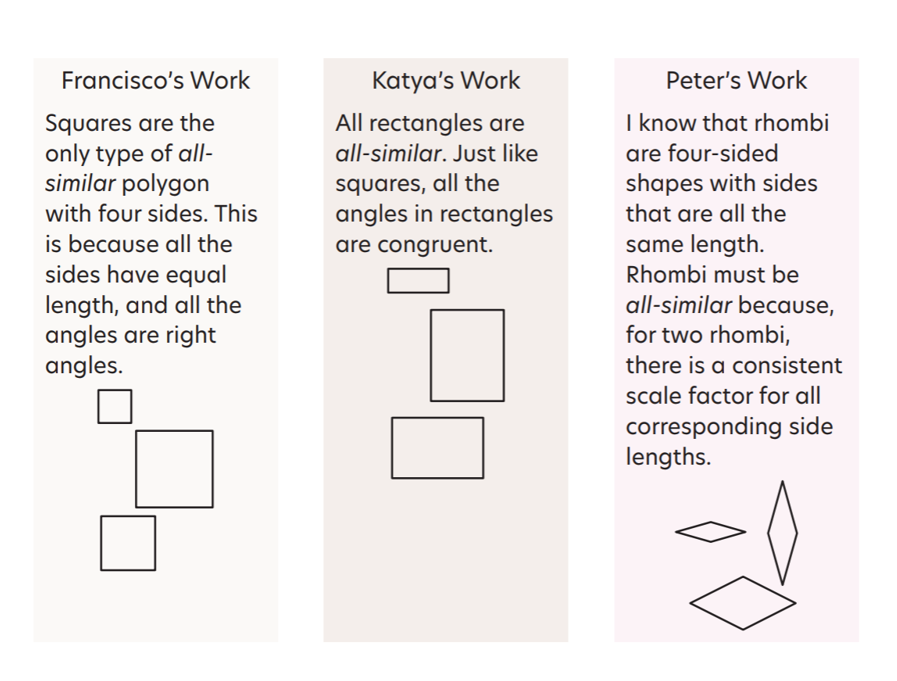 Francisco's Work
Squares are the
only type of all-
similar polygon
with four sides. This
is because all the
sides have equal
length, and all the
angles are right
angles.
Katya's Work
All rectangles are
all-similar. Just like
squares, all the
angles in rectangles
are congruent.
Peter's Work
I know that rhombi
are four-sided
shapes with sides
that are all the
same length.
Rhombi must be
all-similar because,
for two rhombi,
there is a consistent
scale factor for all
corresponding side
lengths.